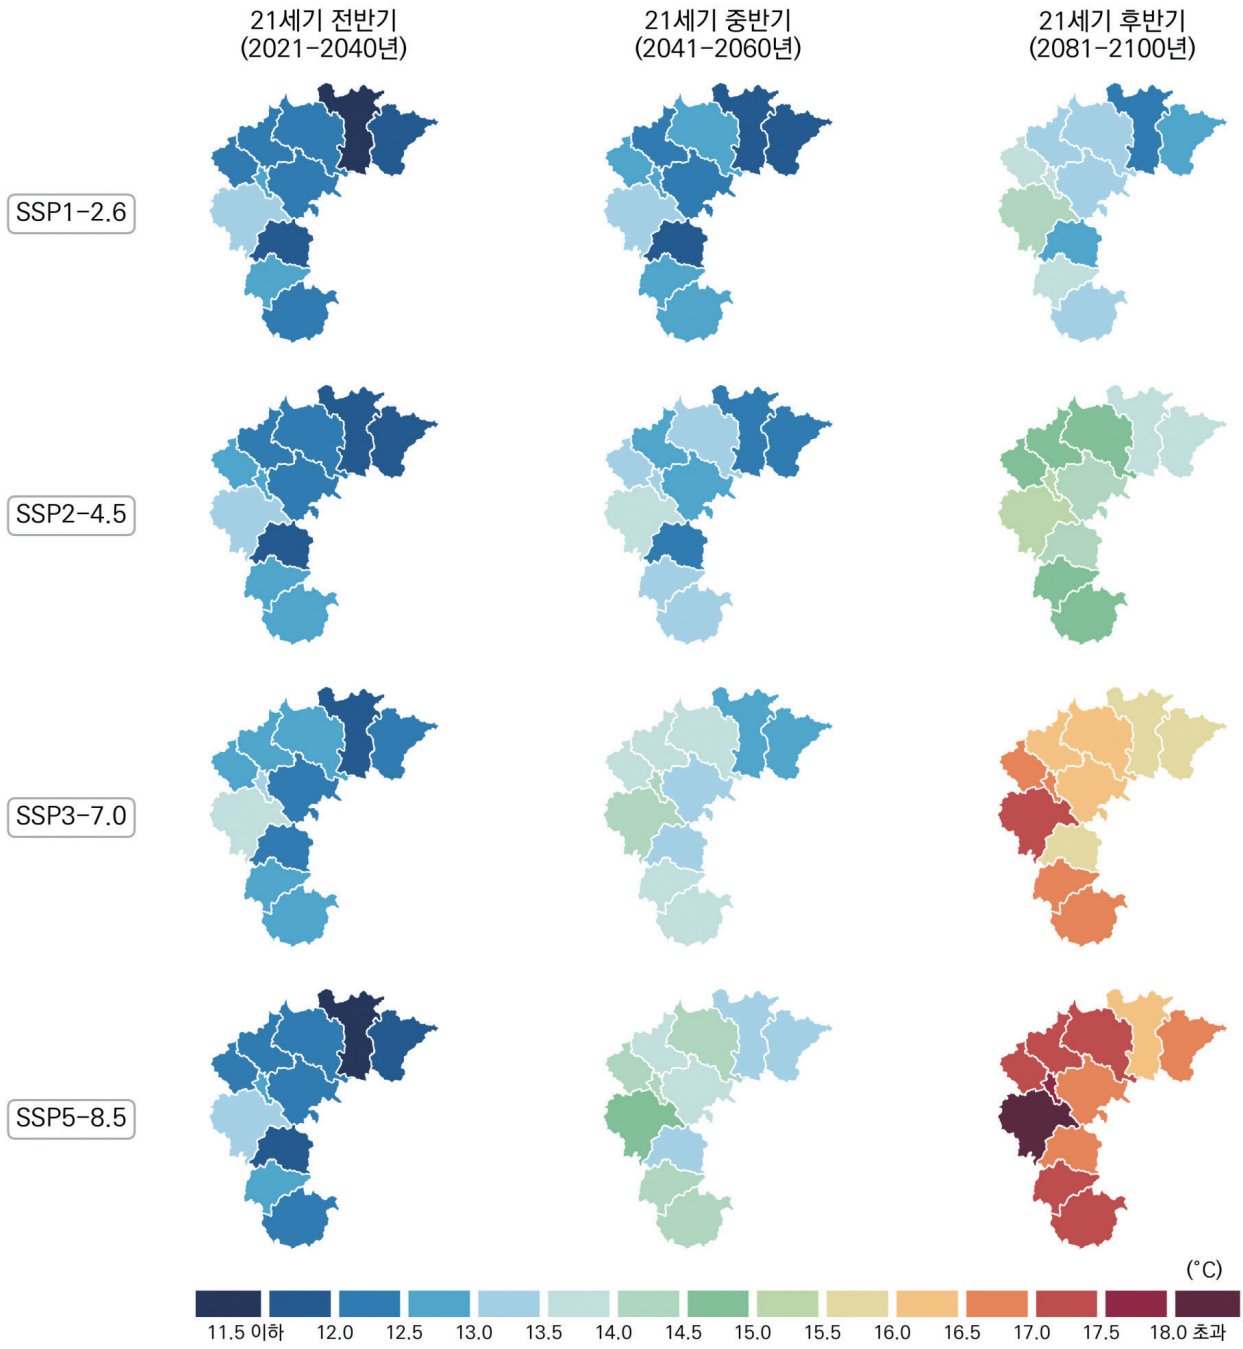 21세기 전반기
(2021-2040년)
21세기 중반기
(2041-2060년)
21세기 후반기
(2081-2100년)
SSP1-2.6
SSP2-4.5
SSP3-7.0
SSP5-8.5
(˚C)
11.5 이하 12.0 12.5 13.0 13.5 14.0 14.5 15.0 15.5 16.0 16.5 17.0 17.5 18.0 초과